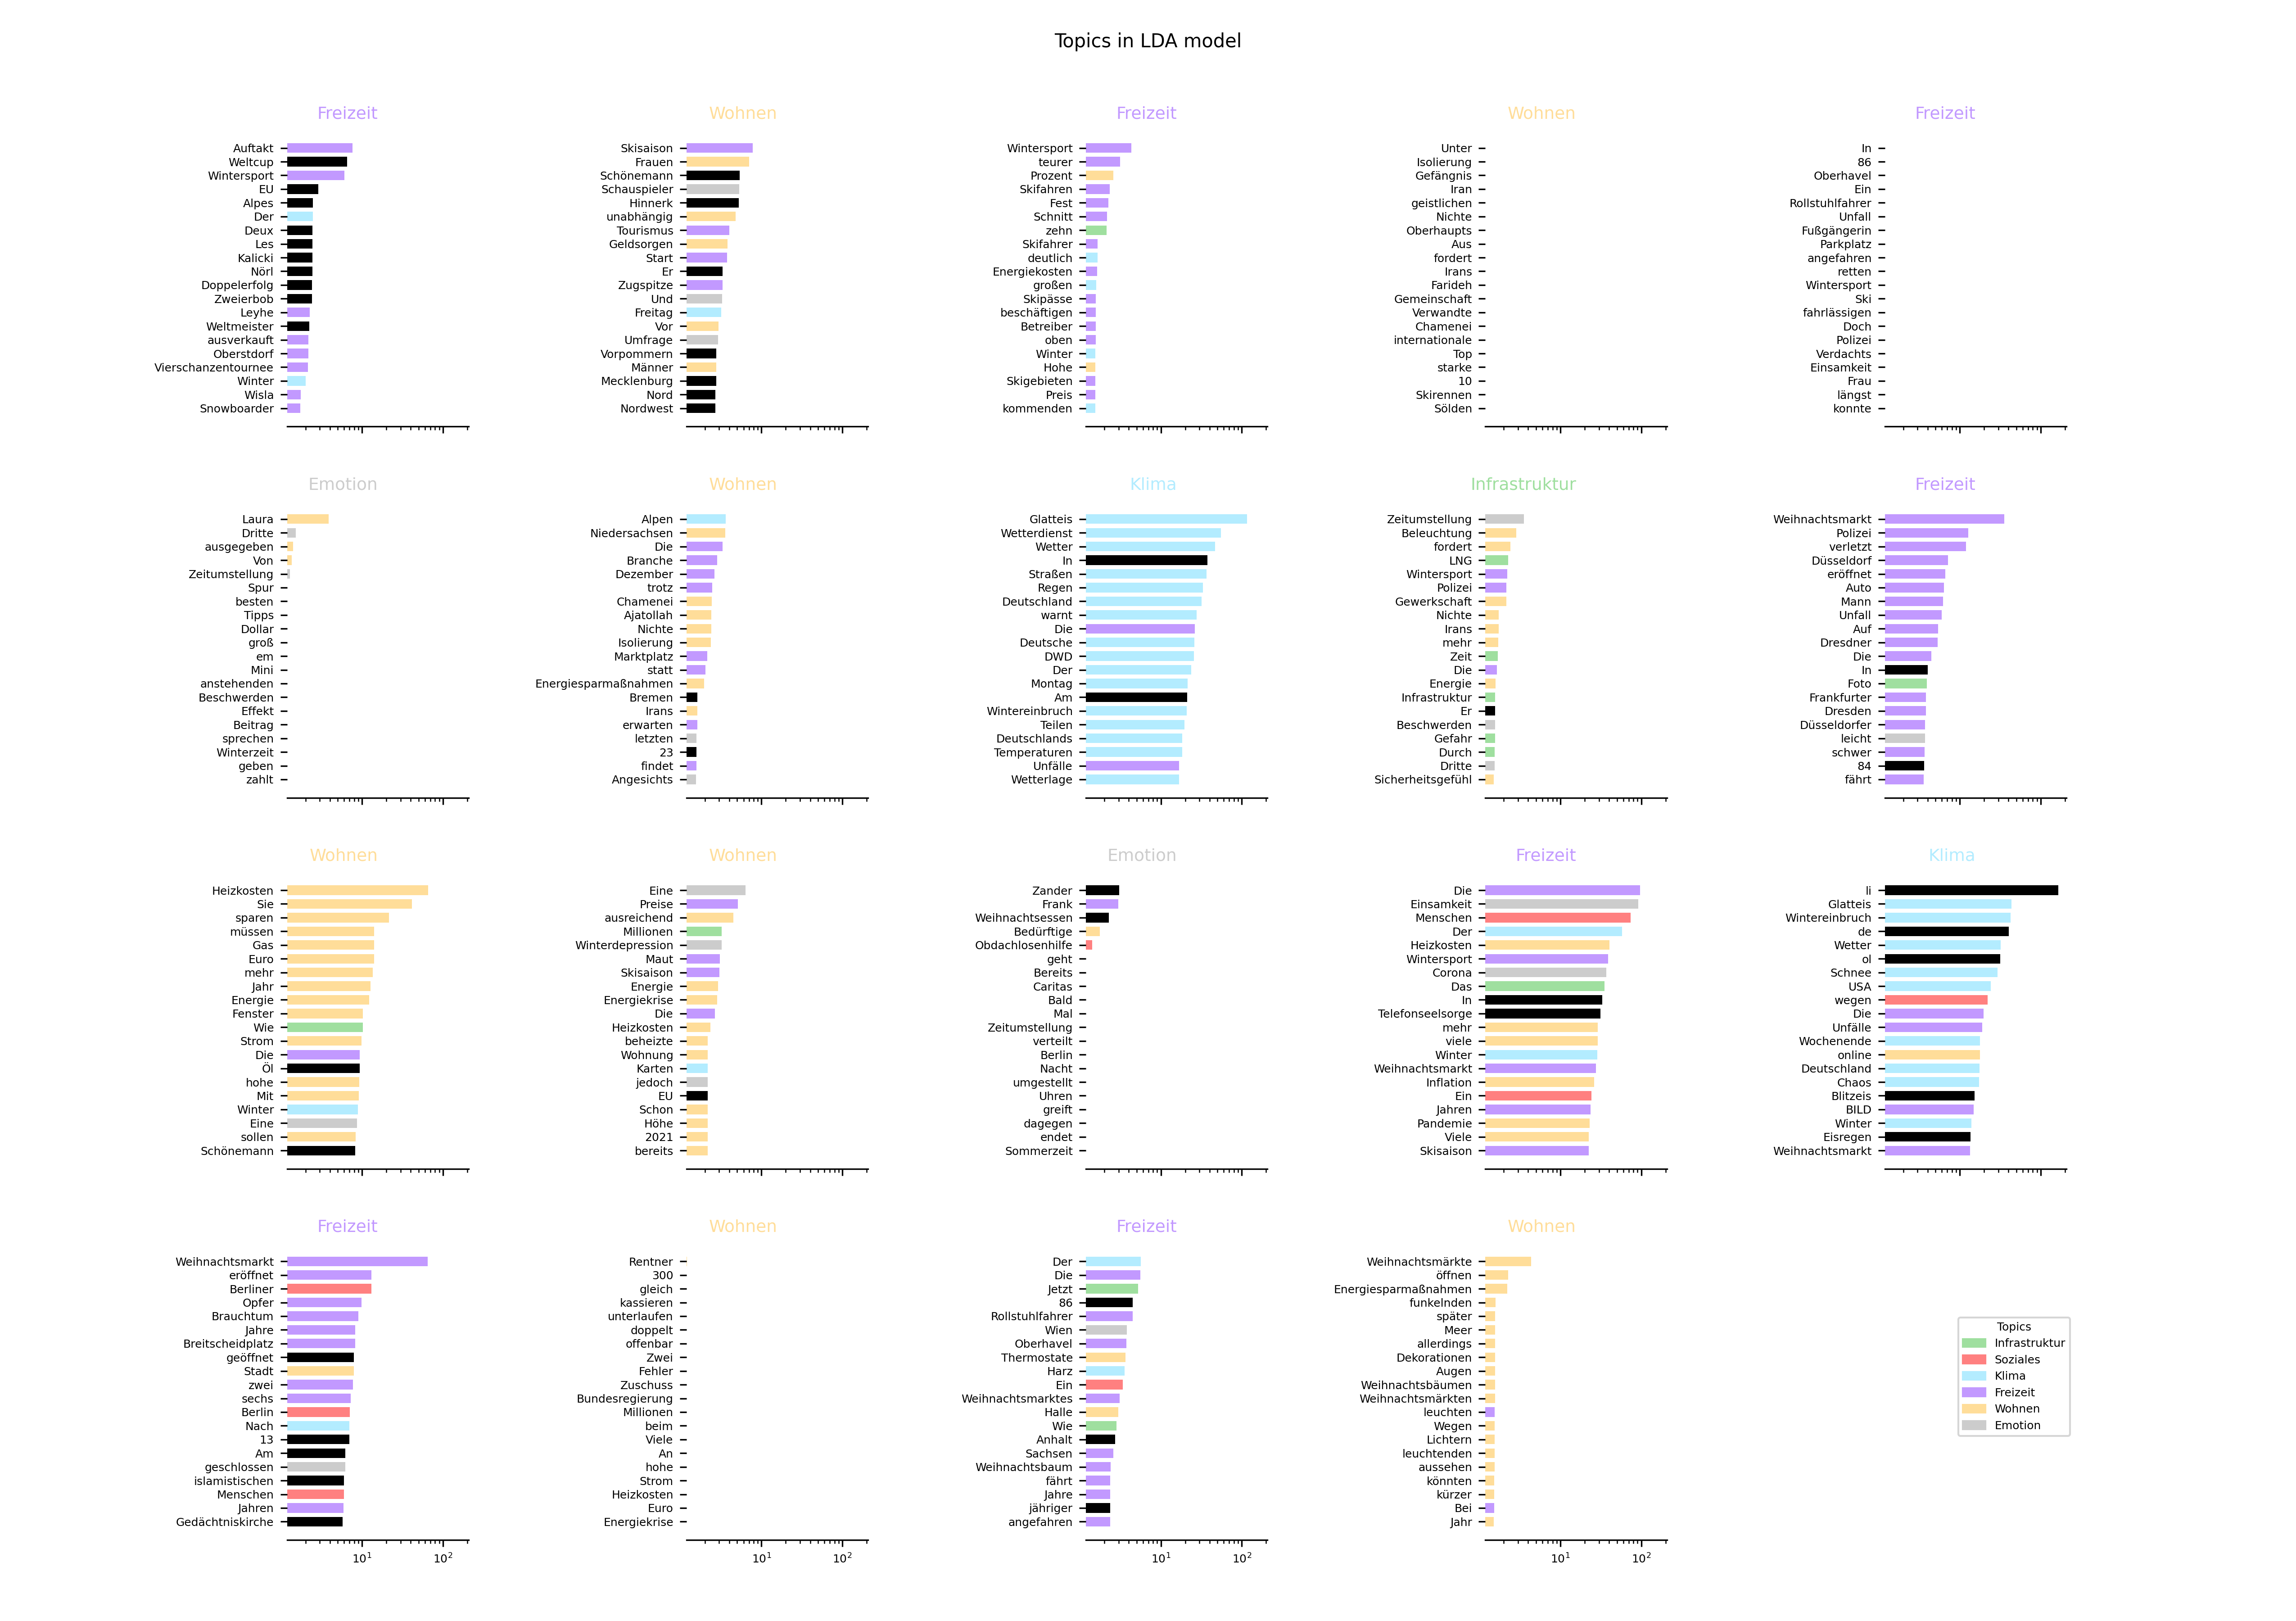 Topics in LDA model
Freizeit
Auftakt
Weltcup
Wintersport
EU
Alpes
Der
Deux
Les
Kalicki
Nörl
Doppelerfolg
Zweierbob
Leyhe
Weltmeister
ausverkauft
Oberstdorf
Vierschanzentournee
Winter
Wisla
Snowboarder
Wohnen
Skisaison
Frauen
Schönemann
Schauspieler
Hinnerk
unabhängig
Tourismus
Geldsorgen
Start
Er
Zugspitze
Und
Freitag
Vor
Umfrage
Vorpommern
Männer
Mecklenburg
Nord
Nordwest
Freizeit
Wintersport
teurer
Prozent
Skifahren
Fest
Schnitt
zehn
Skifahrer
deutlich
Energiekosten
großen
Skipässe
beschäftigen
Betreiber
oben
Winter
Hohe
Skigebieten
Preis
kommenden
Wohnen
Unter
Isolierung
Gefängnis
Iran
geistlichen
Nichte
Oberhaupts
Aus
fordert
Irans
Farideh
Gemeinschaft
Verwandte
Chamenei
internationale
Top
starke
10
Skirennen
Sölden
Freizeit
In
86
Oberhavel
Ein
Rollstuhlfahrer
Unfall
Fußgängerin
Parkplatz
angefahren
retten
Wintersport
Ski
fahrlässigen
Doch
Polizei
Verdachts
Einsamkeit
Frau
längst
konnte
Emotion
Laura
Dritte
ausgegeben
Von
Zeitumstellung
Spur
besten
Tipps
Dollar
groß
em
Mini
anstehenden
Beschwerden
Effekt
Beitrag
sprechen
Winterzeit
geben
zahlt
Wohnen
Alpen
Niedersachsen
Die
Branche
Dezember
trotz
Chamenei
Ajatollah
Nichte
Isolierung
Marktplatz
statt
Energiesparmaßnahmen
Bremen
Irans
erwarten
letzten
23
findet
Angesichts
Klima
Glatteis
Wetterdienst
Wetter
In
Straßen
Regen
Deutschland
warnt
Die
Deutsche
DWD
Der
Montag
Am
Wintereinbruch
Teilen
Deutschlands
Temperaturen
Unfälle
Wetterlage
Infrastruktur
Zeitumstellung
Beleuchtung
fordert
LNG
Wintersport
Polizei
Gewerkschaft
Nichte
Irans
mehr
Zeit
Die
Energie
Infrastruktur
Er
Beschwerden
Gefahr
Durch
Dritte
Sicherheitsgefühl
Freizeit
Weihnachtsmarkt
Polizei
verletzt
Düsseldorf
eröffnet
Auto
Mann
Unfall
Auf
Dresdner
Die
In
Foto
Frankfurter
Dresden
Düsseldorfer
leicht
schwer
84
fährt
Wohnen
Heizkosten
Sie
sparen
müssen
Gas
Euro
mehr
Jahr
Energie
Fenster
Wie
Strom
Die
Öl
hohe
Mit
Winter
Eine
sollen
Schönemann
Wohnen
Eine
Preise
ausreichend
Millionen
Winterdepression
Maut
Skisaison
Energie
Energiekrise
Die
Heizkosten
beheizte
Wohnung
Karten
jedoch
EU
Schon
Höhe
2021
bereits
Emotion
Zander
Frank
Weihnachtsessen
Bedürftige
Obdachlosenhilfe
geht
Bereits
Caritas
Bald
Mal
Zeitumstellung
verteilt
Berlin
Nacht
umgestellt
Uhren
greift
dagegen
endet
Sommerzeit
Freizeit
Die
Einsamkeit
Menschen
Der
Heizkosten
Wintersport
Corona
Das
In
Telefonseelsorge
mehr
viele
Winter
Weihnachtsmarkt
Inflation
Ein
Jahren
Pandemie
Viele
Skisaison
Klima
li
Glatteis
Wintereinbruch
de
Wetter
ol
Schnee
USA
wegen
Die
Unfälle
Wochenende
online
Deutschland
Chaos
Blitzeis
BILD
Winter
Eisregen
Weihnachtsmarkt
Freizeit
Weihnachtsmarkt
eröffnet
Berliner
Opfer
Brauchtum
Jahre
Breitscheidplatz
geöffnet
Stadt
zwei
sechs
Berlin
Nach
13
Am
geschlossen
islamistischen
Menschen
Jahren
Gedächtniskirche
10¹ 10²
Wohnen
Rentner
300
gleich
kassieren
unterlaufen
doppelt
offenbar
Zwei
Fehler
Zuschuss
Bundesregierung
Millionen
beim
Viele
An
hohe
Strom
Heizkosten
Euro
Energiekrise
10¹ 10²
Freizeit
Der
Die
Jetzt
86
Rollstuhlfahrer
Wien
Oberhavel
Thermostate
Harz
Ein
Weihnachtsmarktes
Halle
Wie
Anhalt
Sachsen
Weihnachtsbaum
fährt
Jahre
jähriger
angefahren
10¹ 10²
Wohnen
Weihnachtsmärkte
öffnen
Energiesparmaßnahmen
funkelnden
später
Meer
allerdings
Dekorationen
Augen
Weihnachtsbäumen
Weihnachtsmärkten
leuchten
Wegen
Lichtern
leuchtenden
aussehen
könnten
kürzer
Bei
Jahr
10¹ 10²
Topics
Infrastruktur
Soziales
Klima
Freizeit
Wohnen
Emotion